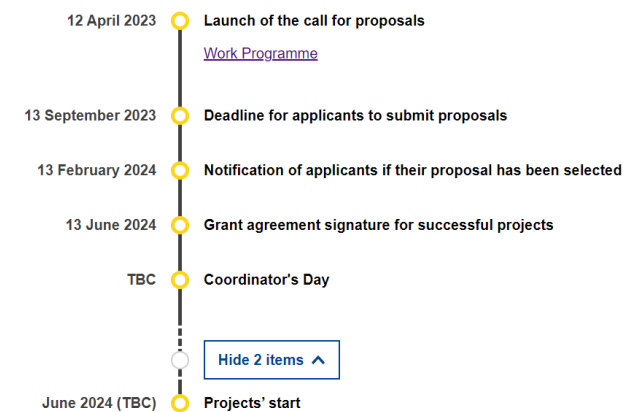 12 April 2023 Launch of the call for proposals
Work Programme
13 September 2023 Deadline for applicants to submit proposals
13 February 2024 Notification of applicants if their proposal has been selected
13 June 2024 Grant agreement signature for successful projects
TBC Coordinator's Day
Hide 2 items
June 2024 (TBC) Projects’ start